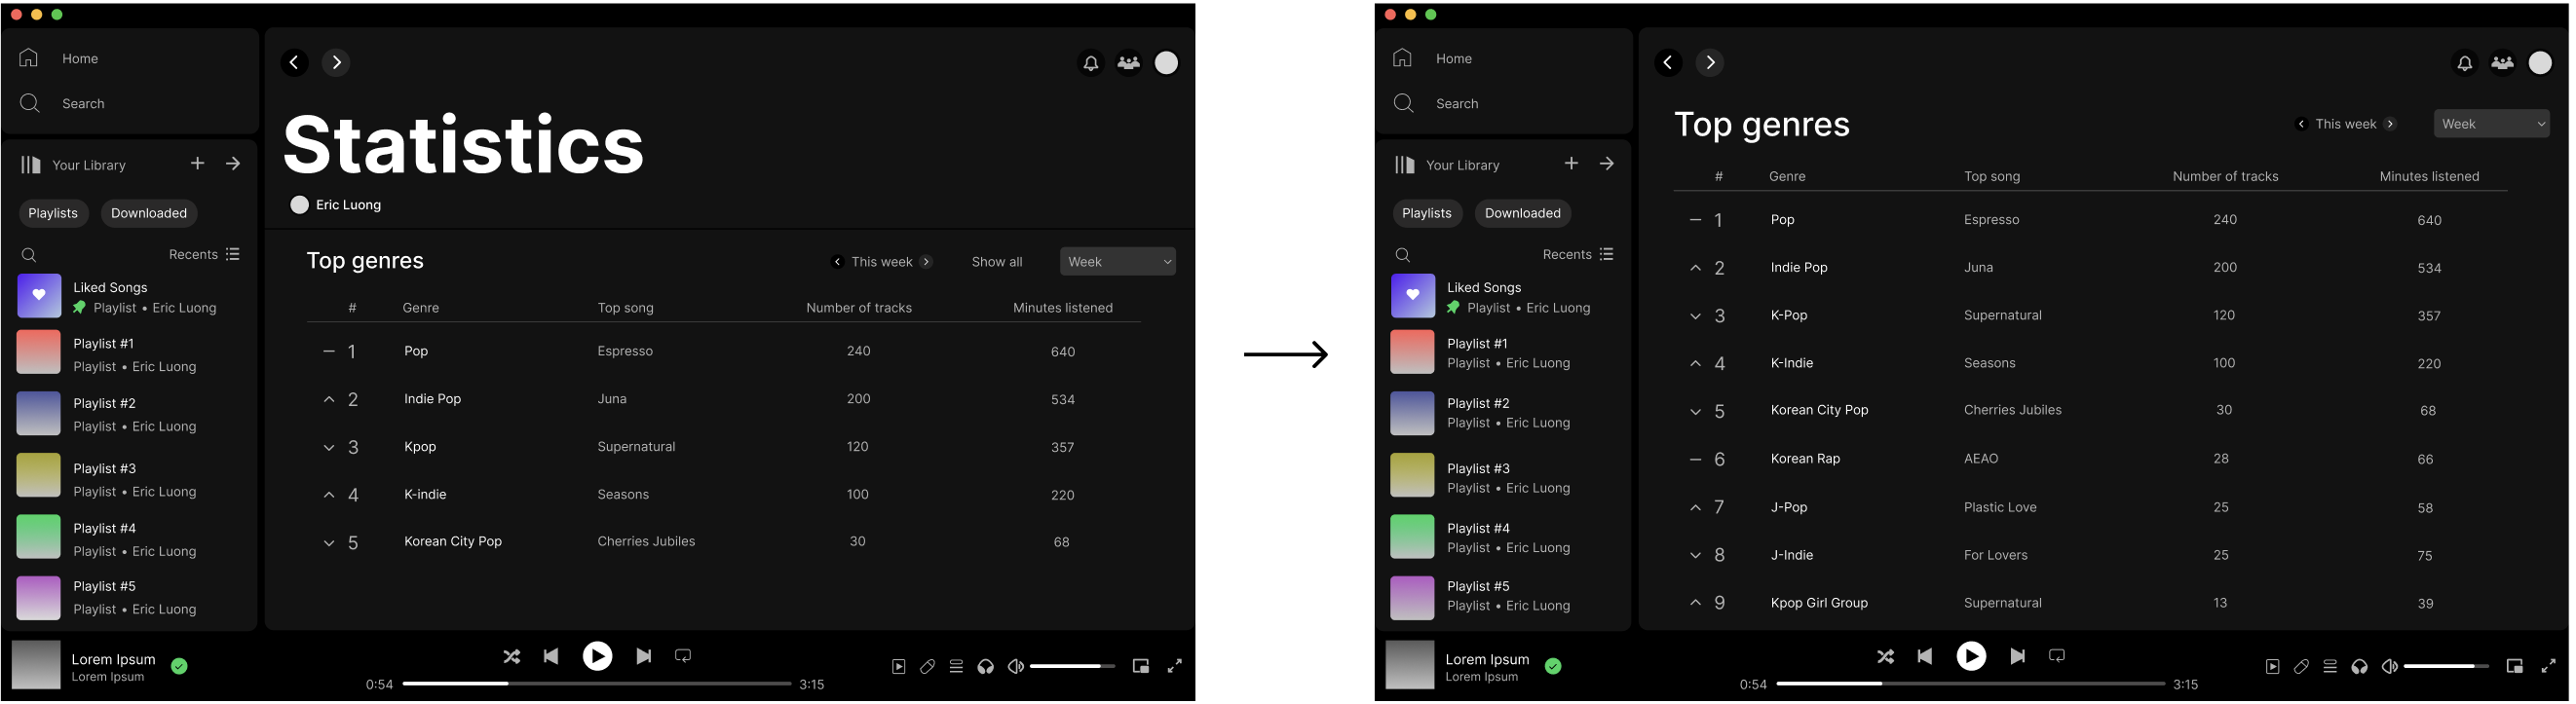 Home
Search
Your Library
Playlists Downloaded
Recents
Liked Songs
Playlist • Eric Luong
Playlist #1
Playlist • Eric Luong
Playlist #2
Playlist • Eric Luong
Playlist #3
Playlist • Eric Luong
Playlist #4
Playlist • Eric Luong
Playlist #5
Playlist • Eric Luong
Statistics
Eric Luong
Top genres This week Show all Week
# Genre Top song Number of tracks Minutes listened
1 Pop Espresso 240 640
2 Indie Pop Juna 200 534
3 Kpop Supernatural 120 357
4 K-indie Seasons 100 220
5 Korean City Pop Cherries Jubiles 30 68
Lorem Ipsum
Lorem Ipsum
0:54 3:15
Home
Search
Your Library
Playlists Downloaded
Recents
Liked Songs
Playlist • Eric Luong
Playlist #1
Playlist • Eric Luong
Playlist #2
Playlist • Eric Luong
Playlist #3
Playlist • Eric Luong
Playlist #4
Playlist • Eric Luong
Playlist #5
Playlist • Eric Luong
Top genres This week Week
# Genre Top song Number of tracks Minutes listened
1 Pop Espresso 240 640
2 Indie Pop Juna 200 534
3 K-Pop Supernatural 120 357
4 K-Indie Seasons 100 220
5 Korean City Pop Cherries Jubiles 30 68
6 Korean Rap AEAO 28 66
7 J-Pop Plastic Love 25 58
8 J-Indie For Lovers 25 75
9 Kpop Girl Group Supernatural 13 39
Lorem Ipsum
Lorem Ipsum
0:54 3:15